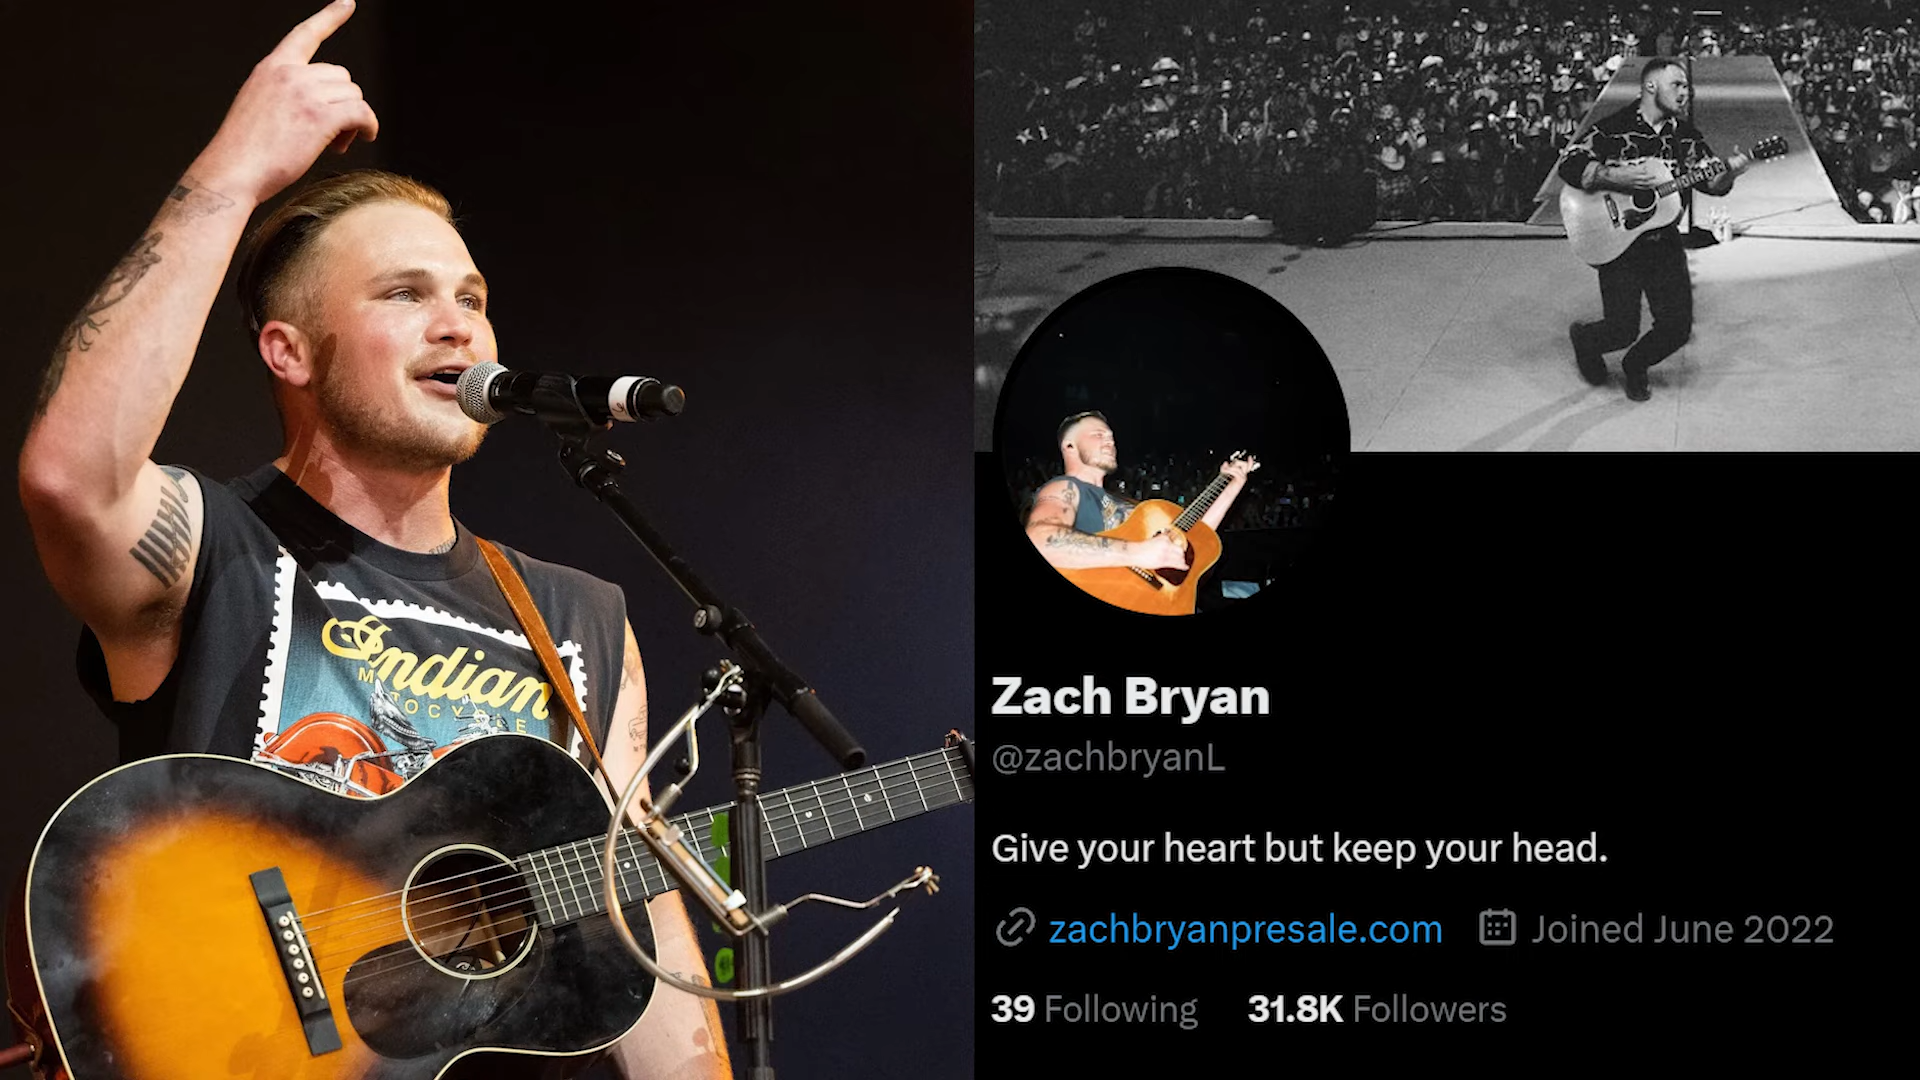 Indian
MOTOCYCLE
Zach Bryan
@zachbryanL
Give your heart but keep your head.
zachbryanpresale.com Joined June 2022
39 Following 31.8K Followers